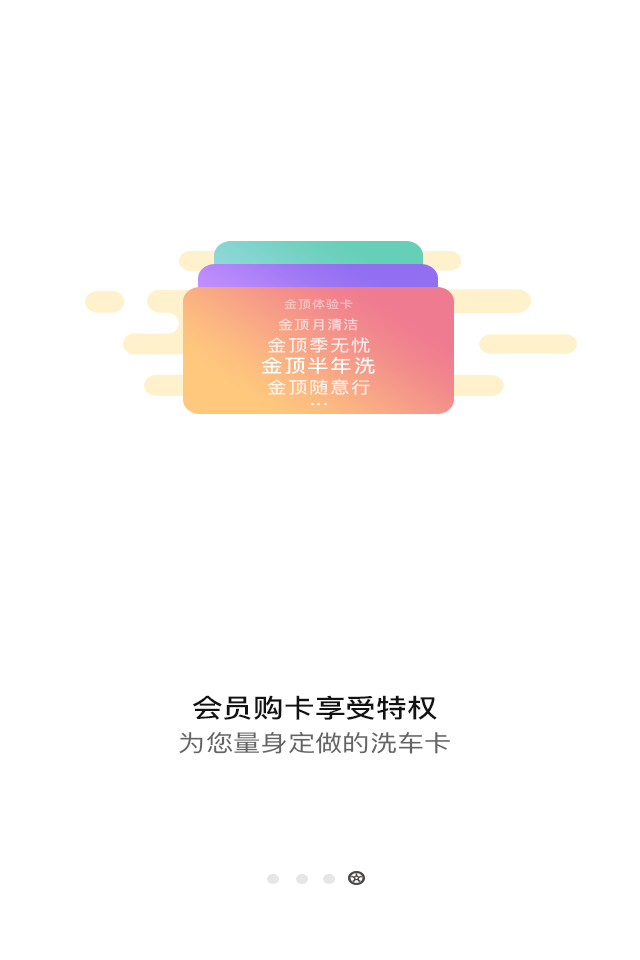 金顶体验卡
金顶月清洁
金顶季无忧
金顶半年洗
金顶随意行
...
会员购卡享受特权
为您量身定做的洗车卡